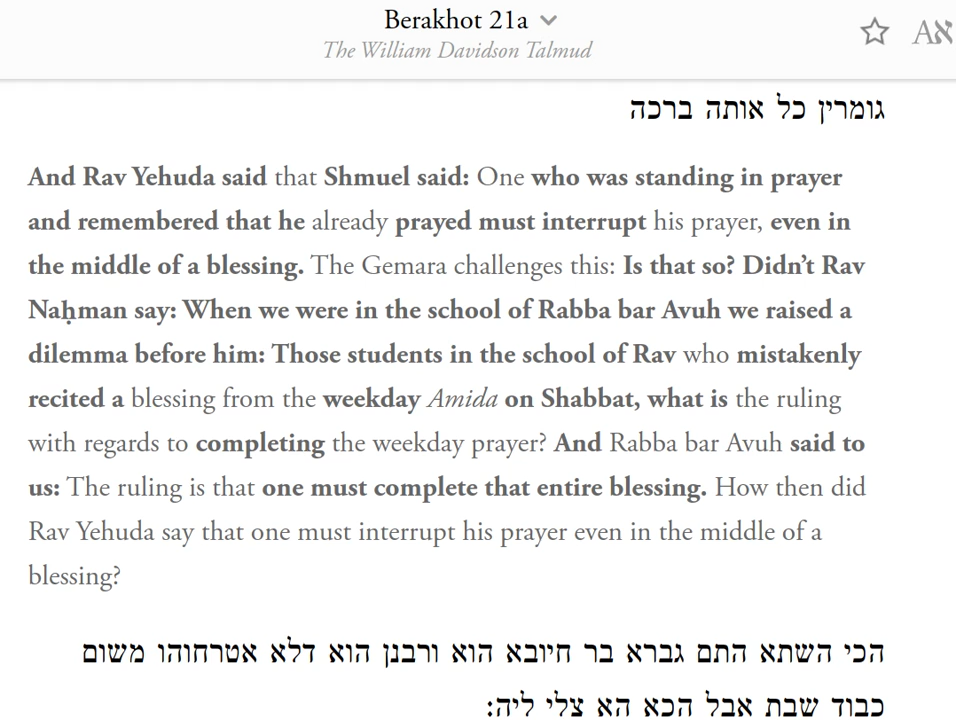 Berakhot 21a
The William Davidson Talmud
Aא
גומרין כל אותה ברכה
And Rav Yehuda said that Shmuel said: One who was standing in prayer
and remembered that he already prayed must interrupt his prayer, even in
the middle of a blessing. The Gemara challenges this: Is that so? Didn’t Rav
Naḥman say: When we were in the school of Rabba bar Avuh we raised a
dilemma before him: Those students in the school of Rav who mistakenly
recited a blessing from the weekday Amida on Shabbat, what is the ruling
with regards to completing the weekday prayer? And Rabba bar Avuh said to
us: The ruling is that one must complete that entire blessing. How then did
Rav Yehuda say that one must interrupt his prayer even in the middle of a
blessing?
הכי השתא התם גברא בר חיובא הוא ורבנן הוא דלא אטרחוהו משום
כבוד שבת אבל הכא הא צלי ליה: